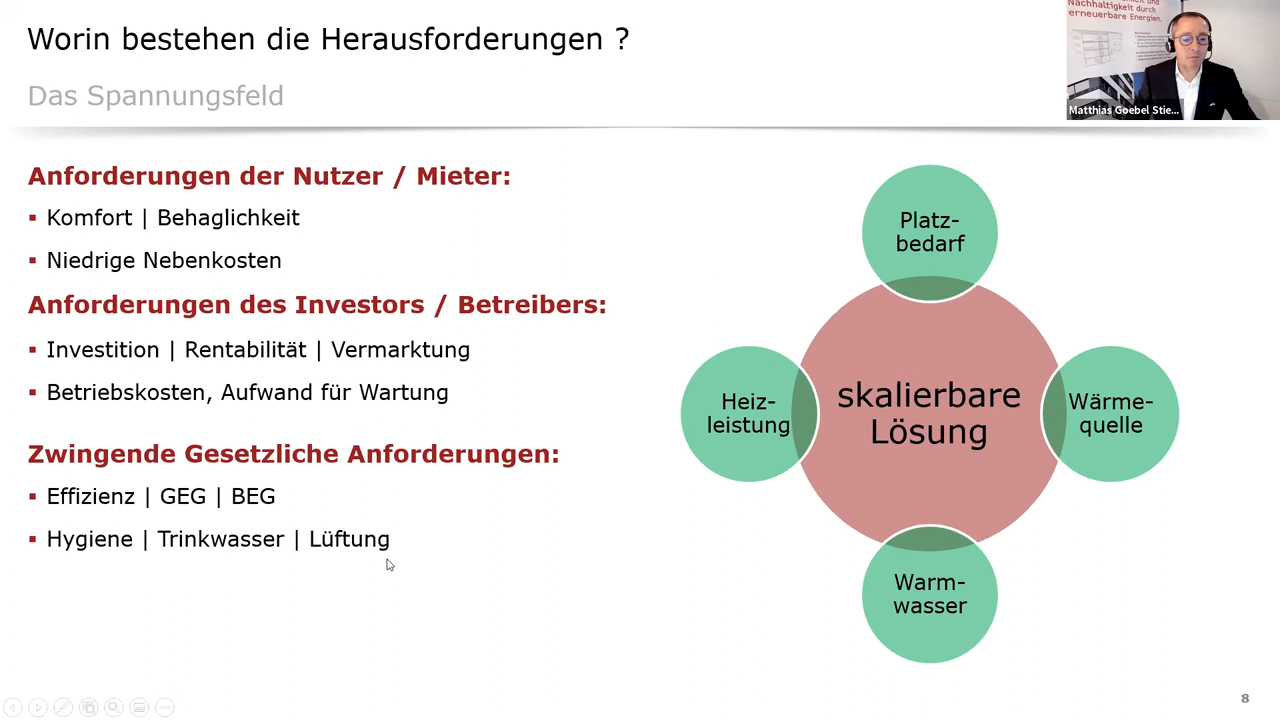 Worin bestehen die Herausforderungen ?
Das Spannungsfeld
Nachhaltigkeit durch
erneuerbare Energien.
Matthias Goebel Stie...
Anforderungen der Nutzer / Mieter:
▪ Komfort | Behaglichkeit
▪ Niedrige Nebenkosten
Anforderungen des Investors / Betreibers:
▪ Investition | Rentabilität | Vermarktung
▪ Betriebskosten, Aufwand für Wartung
Zwingende Gesetzliche Anforderungen:
▪ Effizienz | GEG | BEG
▪ Hygiene | Trinkwasser | Lüftung
Platz-
bedarf
Heiz-
leistung
skalierbare
Lösung
Wärme-
quelle
Warm-
wasser
8